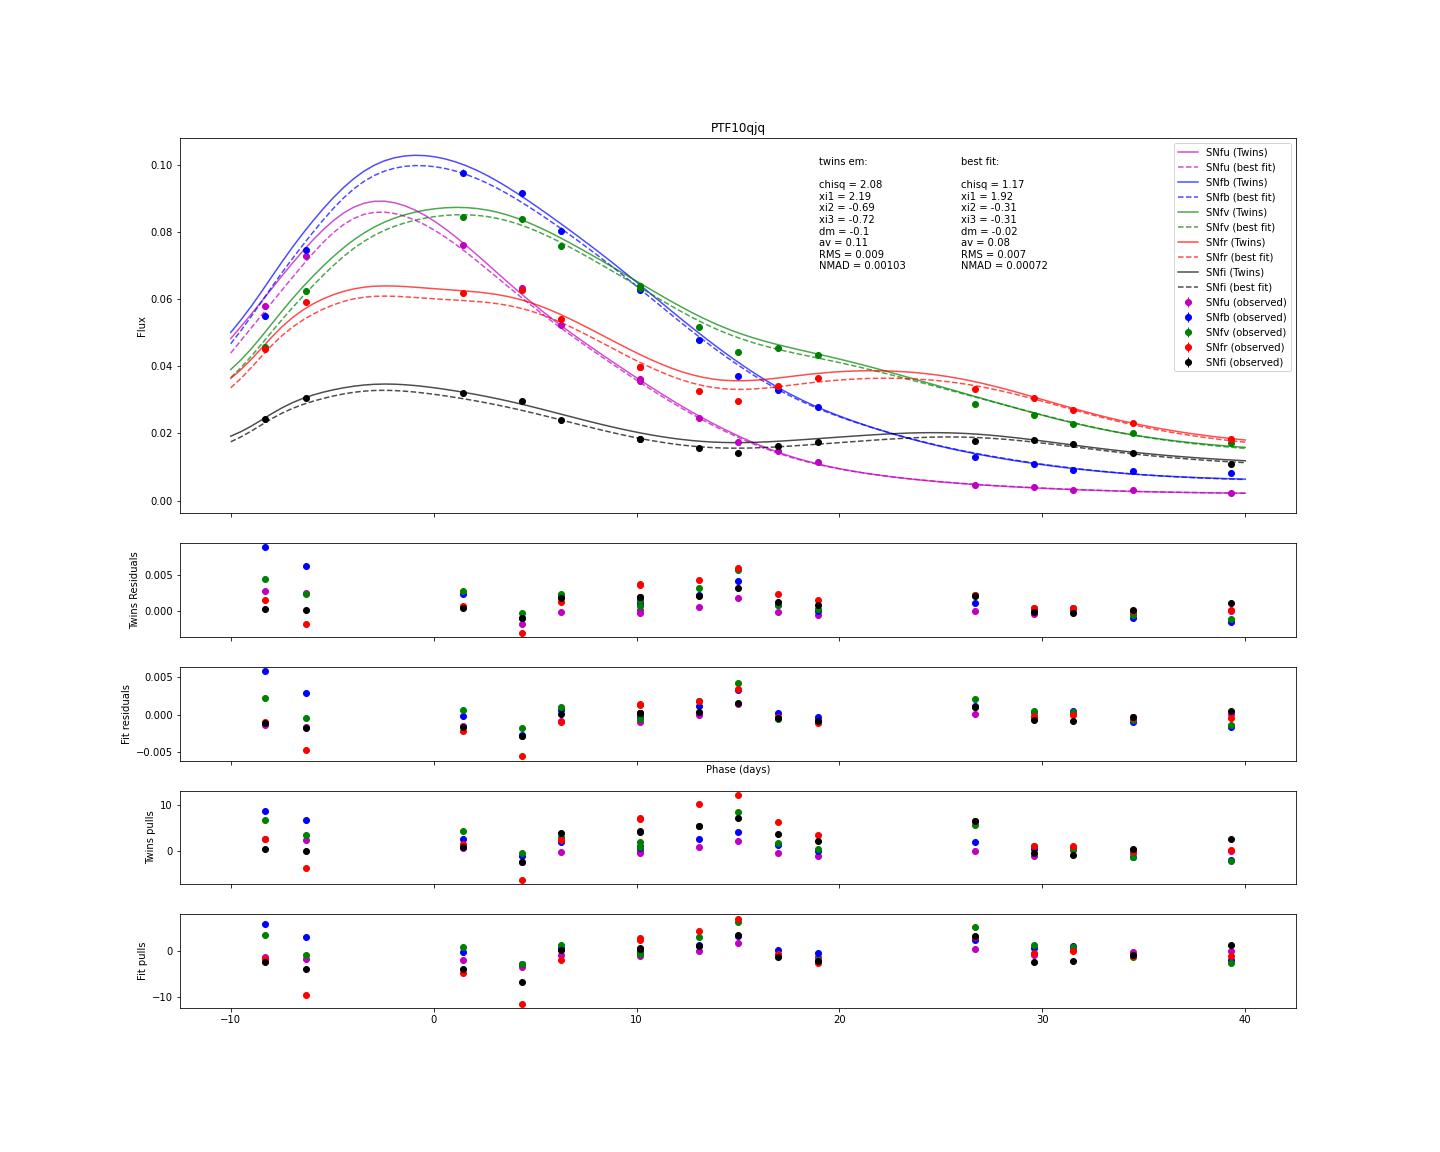 PTF10qjq
Flux
0.10
0.08
0.06
0.04
0.02
0.00
twins em:
chisq = 2.08
xi1 = 2.19
xi2 = -0.69
xi3 = -0.72
dm = -0.1
av = 0.11
RMS = 0.009
NMAD = 0.00103
best fit:
chisq = 1.17
xi1 = 1.92
xi2 = -0.31
xi3 = -0.31
dm = -0.02
av = 0.08
RMS = 0.007
NMAD = 0.00072
SNfu (Twins)
SNfu (best fit)
SNfb (Twins)
SNfb (best fit)
SNfv (Twins)
SNfv (best fit)
SNfr (Twins)
SNfr (best fit)
SNfi (Twins)
SNfi (best fit)
SNfu (observed)
SNfb (observed)
SNfv (observed)
SNfr (observed)
SNfi (observed)
Twins Residuals
0.005
0.000
Fit residuals
0.005
0.000
−0.005
Phase (days)
Twins pulls
10
0
Fit pulls
0
−10
−10
0
10
20
30
40